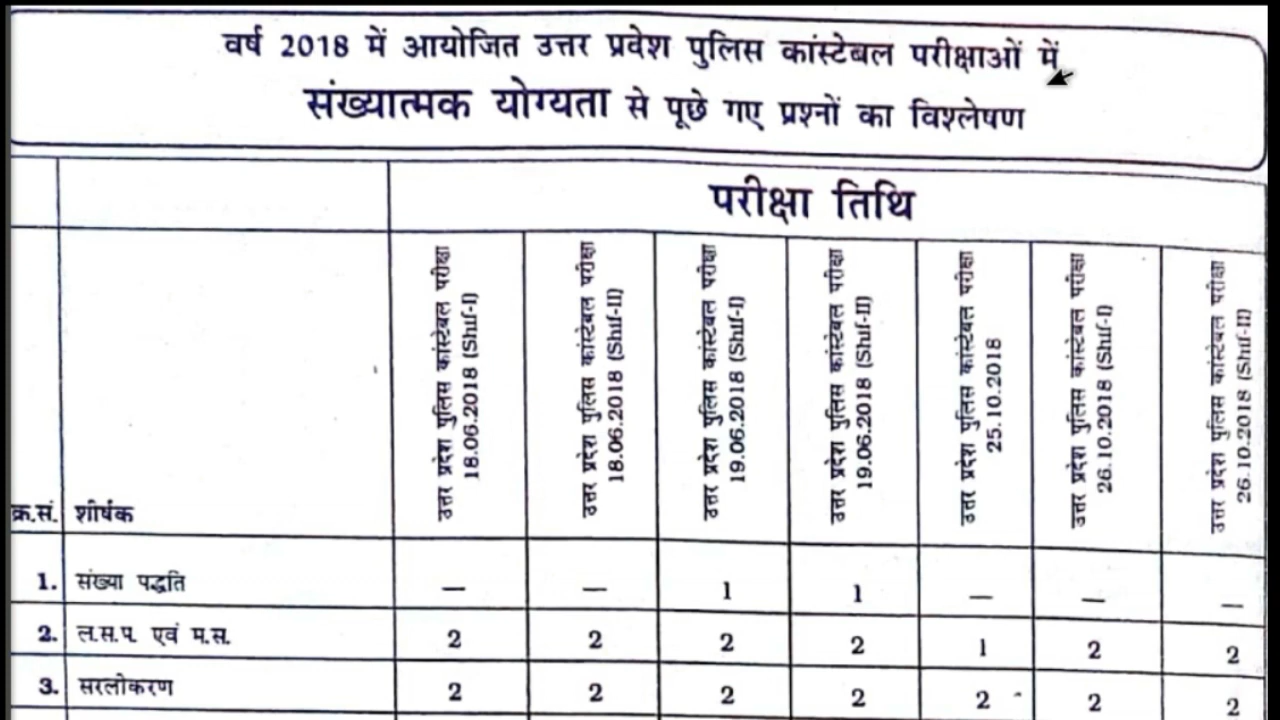 वर्ष 2018 में आयोजित उत्तर प्रवेश पुलिस कांस्टेबल परीक्षाओं में
संख्यात्मक योग्यता से पूछे गए प्रश्नों का विश्लेषण
परीक्षा तिथि
क्र.सं. शीर्षक
उत्तर प्रदेश पुलिस कांस्टेबल परीक्षा
18.06.2018 (Shif-I)
उत्तर प्रदेश पुलिस कांस्टेबल परीक्षा
18.06.2018 (Shif-II)
उत्तर प्रदेश पुलिस कांस्टेबल परीक्षा
19.06.2018 (Shif-I)
उत्तर प्रदेश पुलिस कांस्टेबल परीक्षा
19.06.2018 (Shif-II)
उत्तर प्रदेश पुलिस कांस्टेबल परीक्षा
25.10.2018
उत्तर प्रदेश पुलिस कांस्टेबल परीक्षा
26.10.2018 (Shif-I)
उत्तर प्रदेश पुलिस कांस्टेबल परीक्षा
26.10.2018 (Shif-II)
1. संख्या पद्धति — — 1 1 — — —
2. ल.स.प. एवं म.स. 2 2 2 2 1 2 2
3. सरलीकरण 2 2 2 2 2 2 2